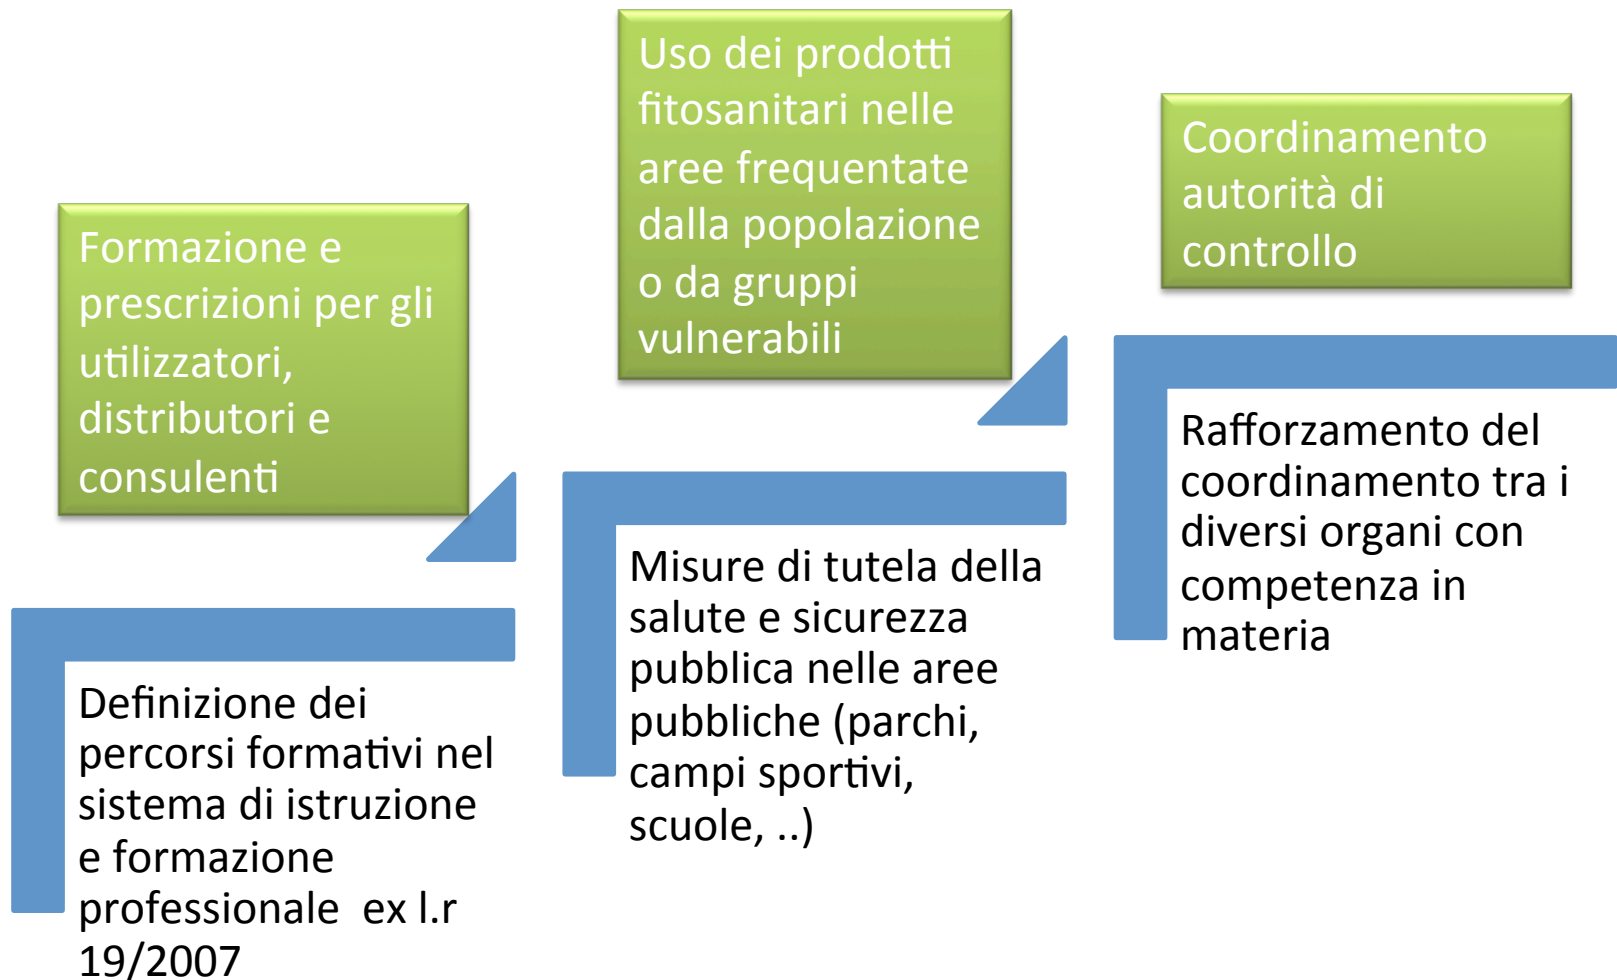 Formazione e
prescrizioni per gli
utilizzatori,
distributori e
consulenti
Definizione dei
percorsi formativi nel
sistema di istruzione
e formazione
professionale  ex l.r
19/2007
Uso dei prodotti
fitosanitari nelle
aree frequentate
dalla popolazione
o da gruppi
vulnerabili
Misure di tutela della
salute e sicurezza
pubblica nelle aree
pubbliche (parchi,
campi sportivi,
scuole, ..)
Coordinamento
autorità di
controllo
Rafforzamento del
coordinamento tra i
diversi organi con
competenza in
materia